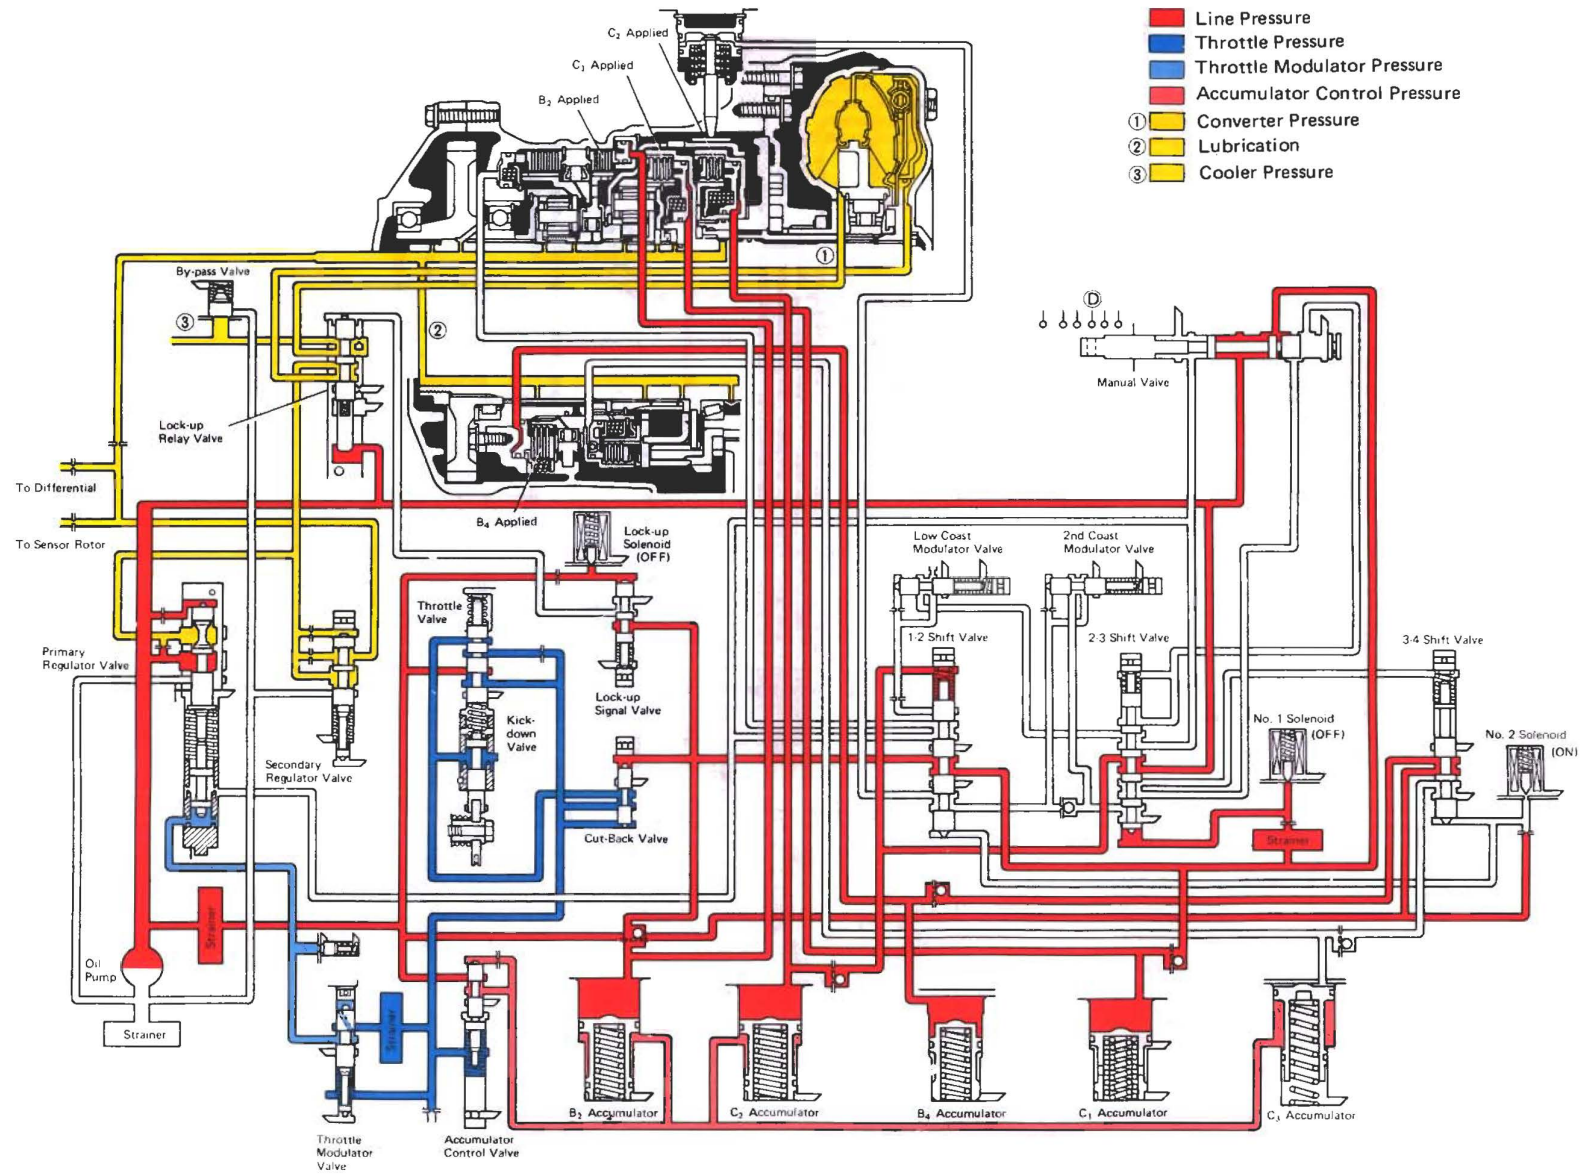 Line Pressure
Throttle Pressure
Throttle Modulator Pressure
Accumulator Control Pressure
① Converter Pressure
② Lubrication
③ Cooler Pressure
C₂ Applied
C₁ Applied
B₂ Applied
①
By-pass Valve
③
②
D
Manual Valve
Lock-up
Relay Valve
To Differential
B₄ Applied
To Sensor Rotor
Lock-up
Solenoid
(OFF)
Low Coast
Modulator Valve
2nd Coast
Modulator Valve
Throttle
Valve
1-2 Shift Valve
2-3 Shift Valve
3-4 Shift Valve
Primary
Regulator Valve
Lock-up
Signal Valve
Kick-
down
Valve
No. 1 Solenoid
(OFF)
No. 2 Solenoid
(ON)
Secondary
Regulator Valve
Cut-Back Valve
Strainer
Strainer
Oil
Pump
Strainer
Strainer
B₂ Accumulator
C₂ Accumulator
B₄ Accumulator
C₁ Accumulator
C₃ Accumulator
Throttle
Modulator
Valve
Accumulator
Control Valve